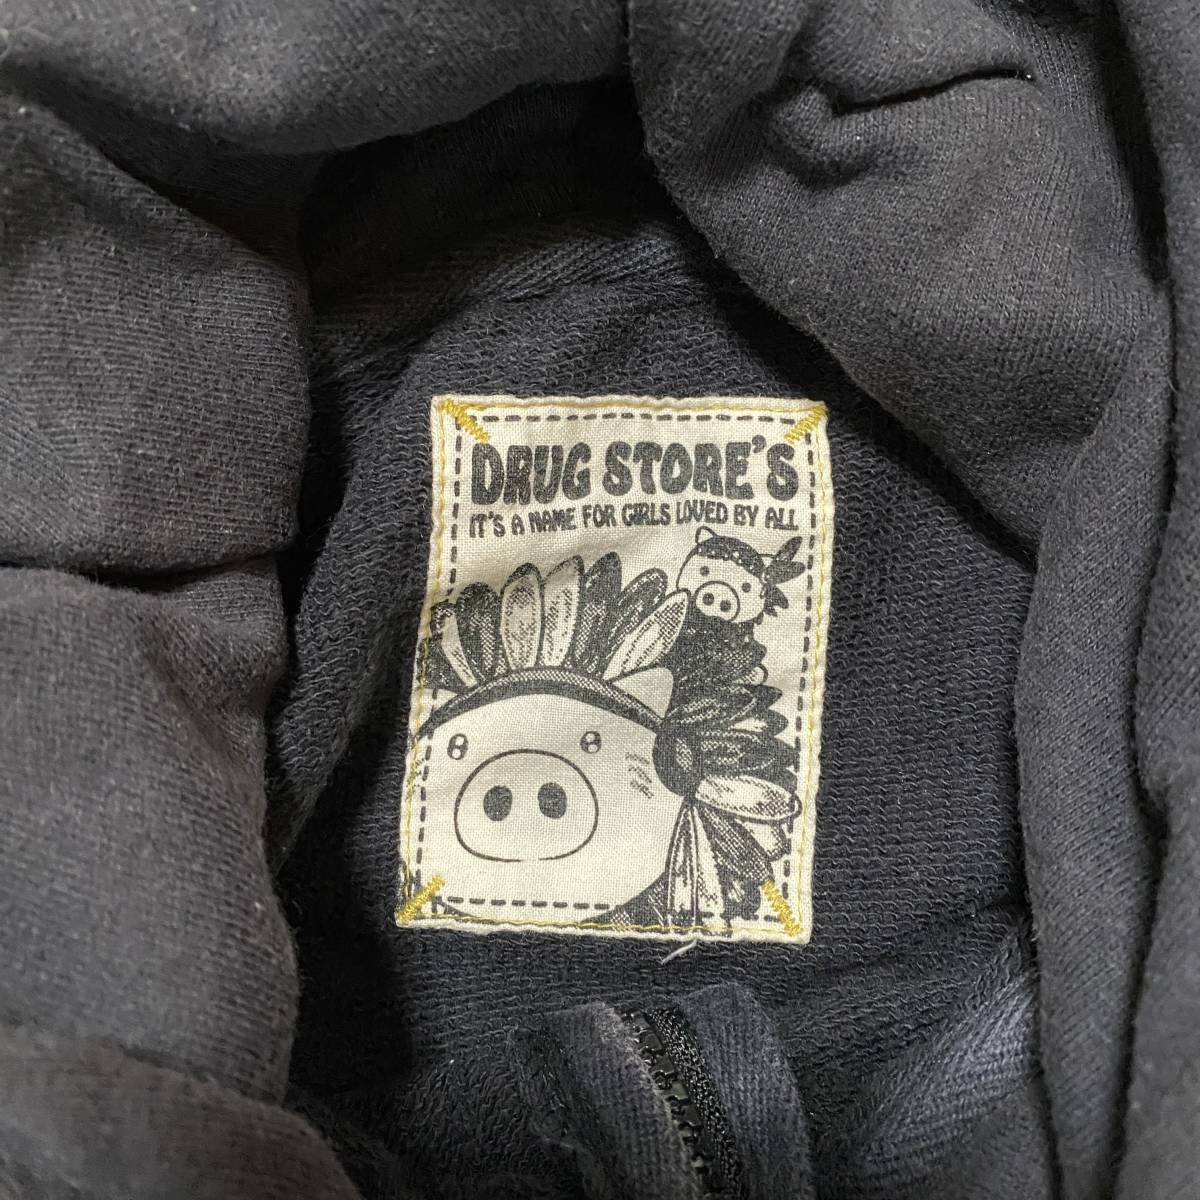 DRUG STORE'S
IT'S A NAME FOR GIRLS LOVED BY ALL